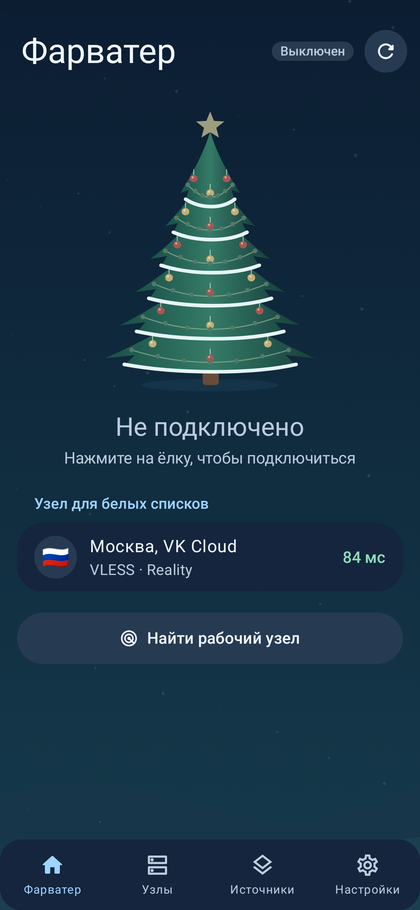 Фарватер
Выключен
Не подключено
Нажмите на ёлку, чтобы подключиться
Узел для белых списков
Москва, VK Cloud
VLESS · Reality
84 мс
Найти рабочий узел
Фарватер
Узлы
Источники
Настройки